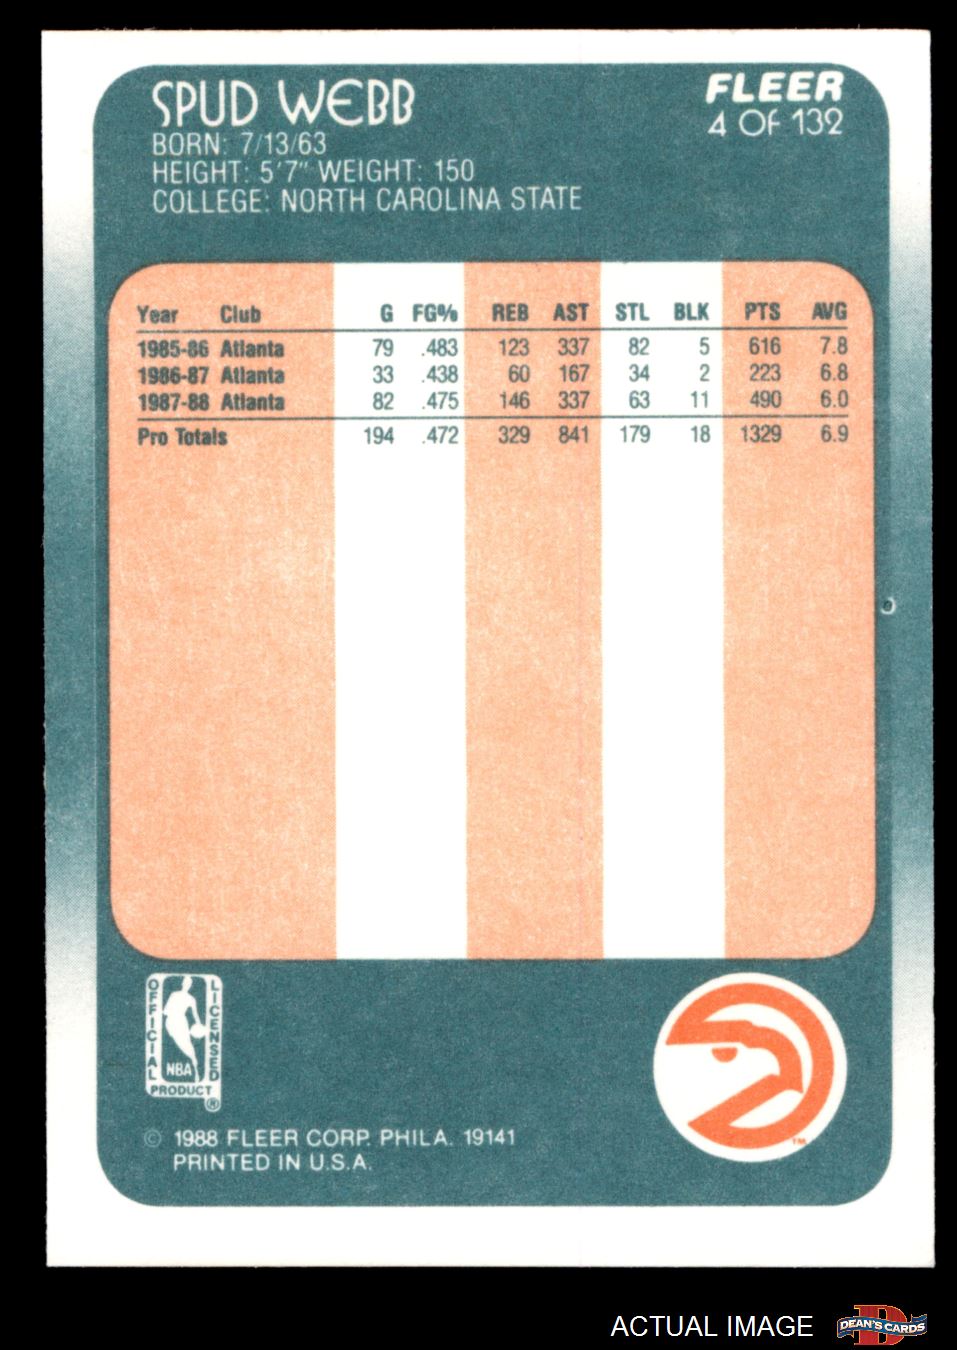 SPUD WEBB
FLEER
4 OF 132
BORN: 7/13/63
HEIGHT: 5'7" WEIGHT: 150
COLLEGE: NORTH CAROLINA STATE
Year Club G FG% REB AST STL BLK PTS AVG
1985-86 Atlanta 79 .483 123 337 82 5 616 7.8
1986-87 Atlanta 33 .438 60 167 34 2 223 6.8
1987-88 Atlanta 82 .475 146 337 63 11 490 6.0
Pro Totals 194 .472 329 841 179 18 1329 6.9
OFFICIAL
LICENSED
NBA
PRODUCT
®
TM
© 1988 FLEER CORP. PHILA. 19141
PRINTED IN U.S.A.
ACTUAL IMAGE
D
DEAN'S CARDS